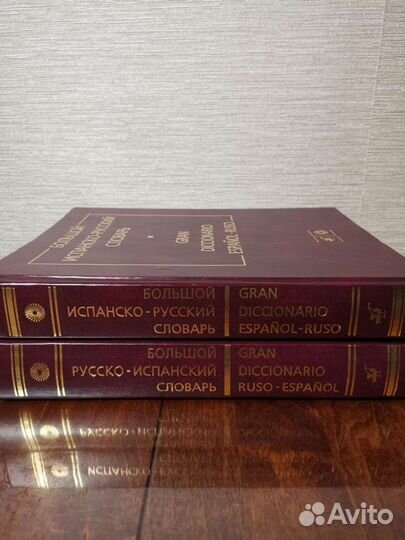 БОЛЬШОЙ
ИСПАНСКО-РУССКИЙ
СЛОВАРЬ
GRAN
DICCIONARIO
ESPAÑOL-RUSO
БОЛЬШОЙ
ИСПАНСКО-РУССКИЙ
СЛОВАРЬ
GRAN
DICCIONARIO
ESPAÑOL-RUSO
БОЛЬШОЙ
РУССКО-ИСПАНСКИЙ
СЛОВАРЬ
GRAN
DICCIONARIO
RUSO-ESPAÑOL
Avito